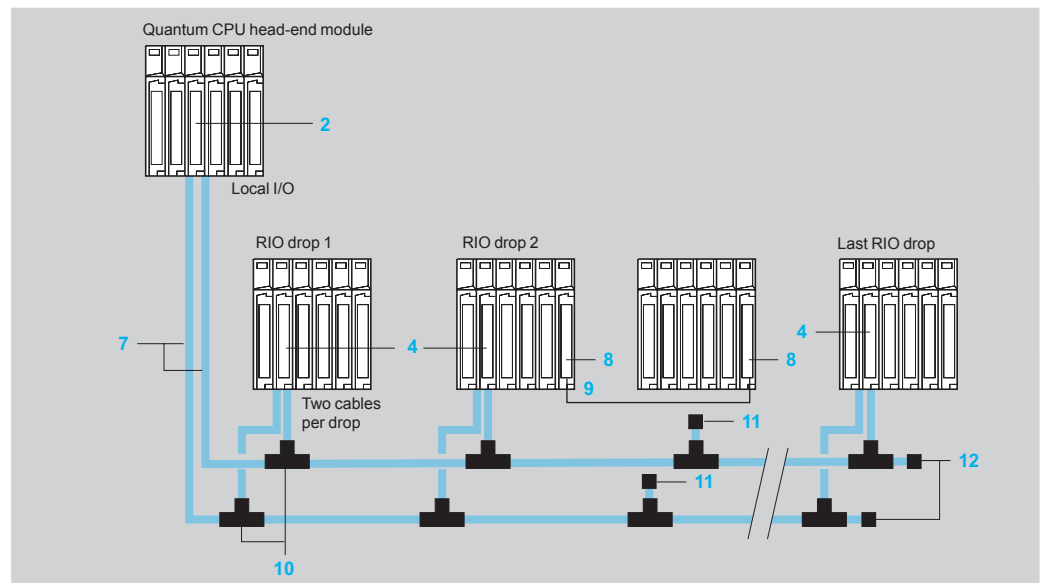 Quantum CPU head-end module
2
Local I/O
RIO drop 1
RIO drop 2
Last RIO drop
7
4
8
8
4
9
Two cables
per drop
11
12
11
10